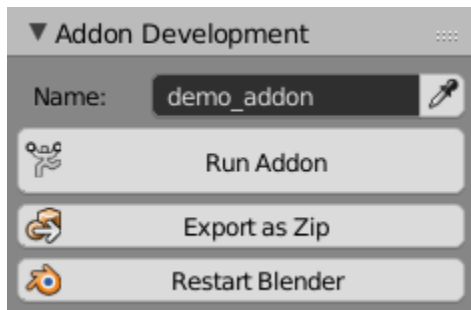 Addon Development
Name: demo_addon
Run Addon
Export as Zip
Restart Blender